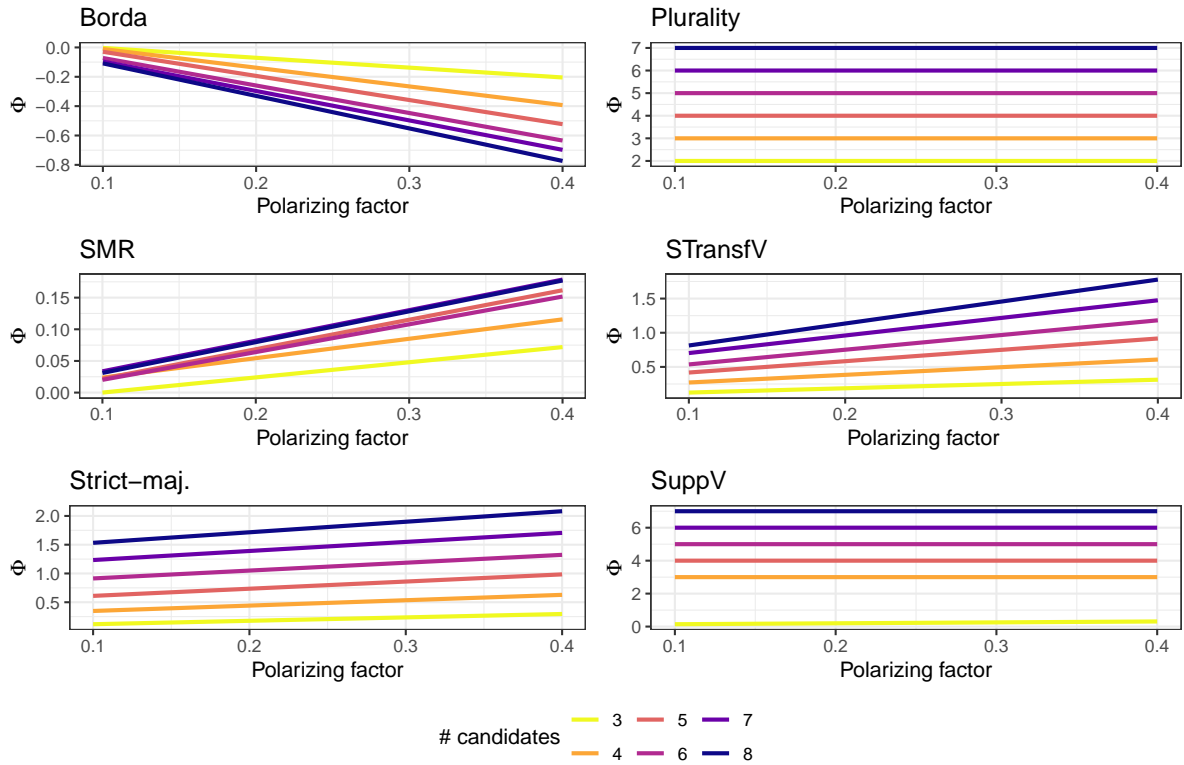 Borda
0.0
−0.2
−0.4
−0.6
−0.8
Φ
0.1 0.2 0.3 0.4
Polarizing factor
Plurality
7
6
5
4
3
2
Φ
0.1 0.2 0.3 0.4
Polarizing factor
SMR
0.15
0.10
0.05
0.00
Φ
0.1 0.2 0.3 0.4
Polarizing factor
STransfV
1.5
1.0
0.5
Φ
0.1 0.2 0.3 0.4
Polarizing factor
Strict−maj.
2.0
1.5
1.0
0.5
Φ
0.1 0.2 0.3 0.4
Polarizing factor
SuppV
6
4
2
0
Φ
0.1 0.2 0.3 0.4
Polarizing factor
# candidates
3 5 7
4 6 8